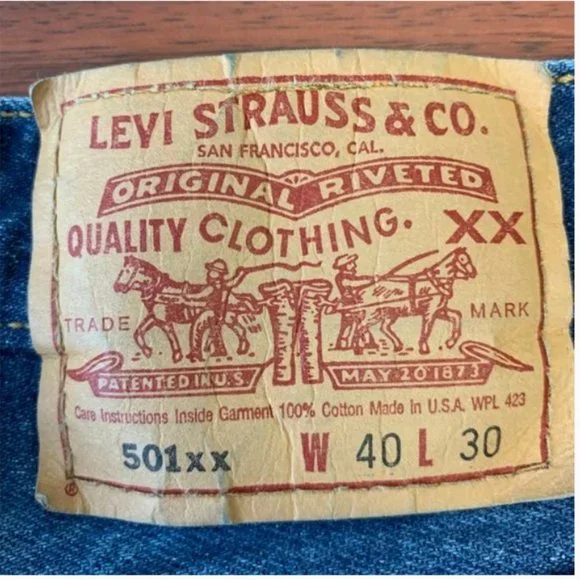 LEVI STRAUSS & CO.
SAN FRANCISCO, CAL.
ORIGINAL RIVETED
QUALITY CLOTHING. XX
TRADE MARK
PATENTED IN U.S MAY 20 1873
Care Instructions Inside Garment 100% Cotton Made in U.S.A. WPL 423
501xx W 40 L 30
®